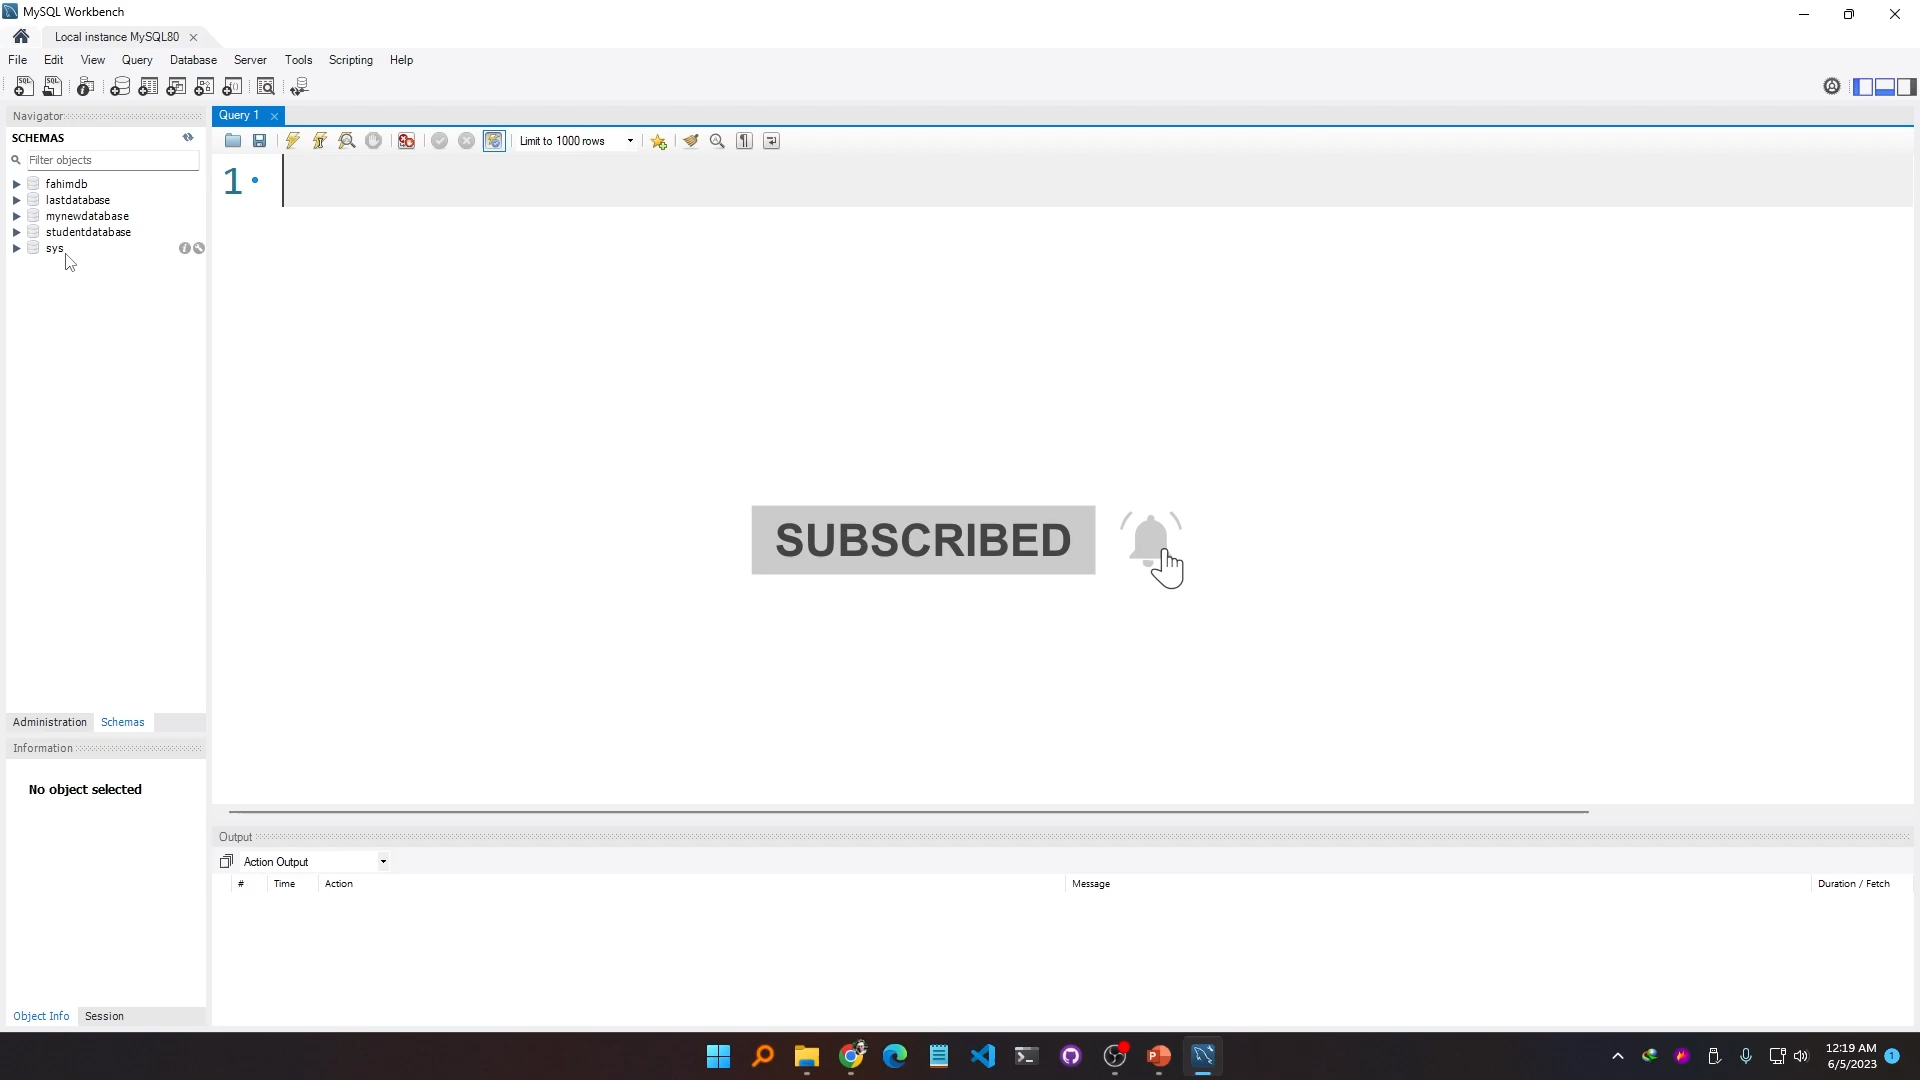 MySQL Workbench
Local instance MySQL80
File Edit View Query Database Server Tools Scripting Help
Navigator
SCHEMAS
Filter objects
fahimdb
lastdatabase
mynewdatabase
studentdatabase
sys
Administration Schemas
Information
No object selected
Object Info Session
Query 1
Limit to 1000 rows
1
SUBSCRIBED
Output
Action Output
# Time Action Message Duration / Fetch
12:19 AM
6/5/2023
1